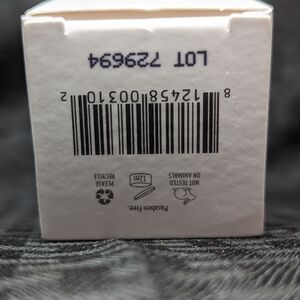 Paraben Free.
NOT TESTED
ON ANIMALS
12m
PLEASE
RECYCLE
8 12458 00310 2
LOT 729694